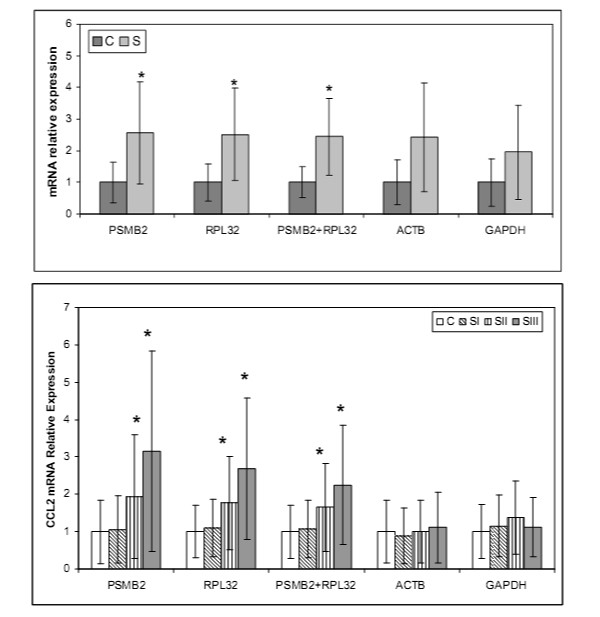 mRNA relative expression
6
5
4
3
2
1
0
C S
* * *
PSMB2 RPL32 PSMB2+RPL32 ACTB GAPDH
CCL2 mRNA Relative Expression
7
6
5
4
3
2
1
0
C SI SII SIII
* * * * * *
PSMB2 RPL32 PSMB2+RPL32 ACTB GAPDH